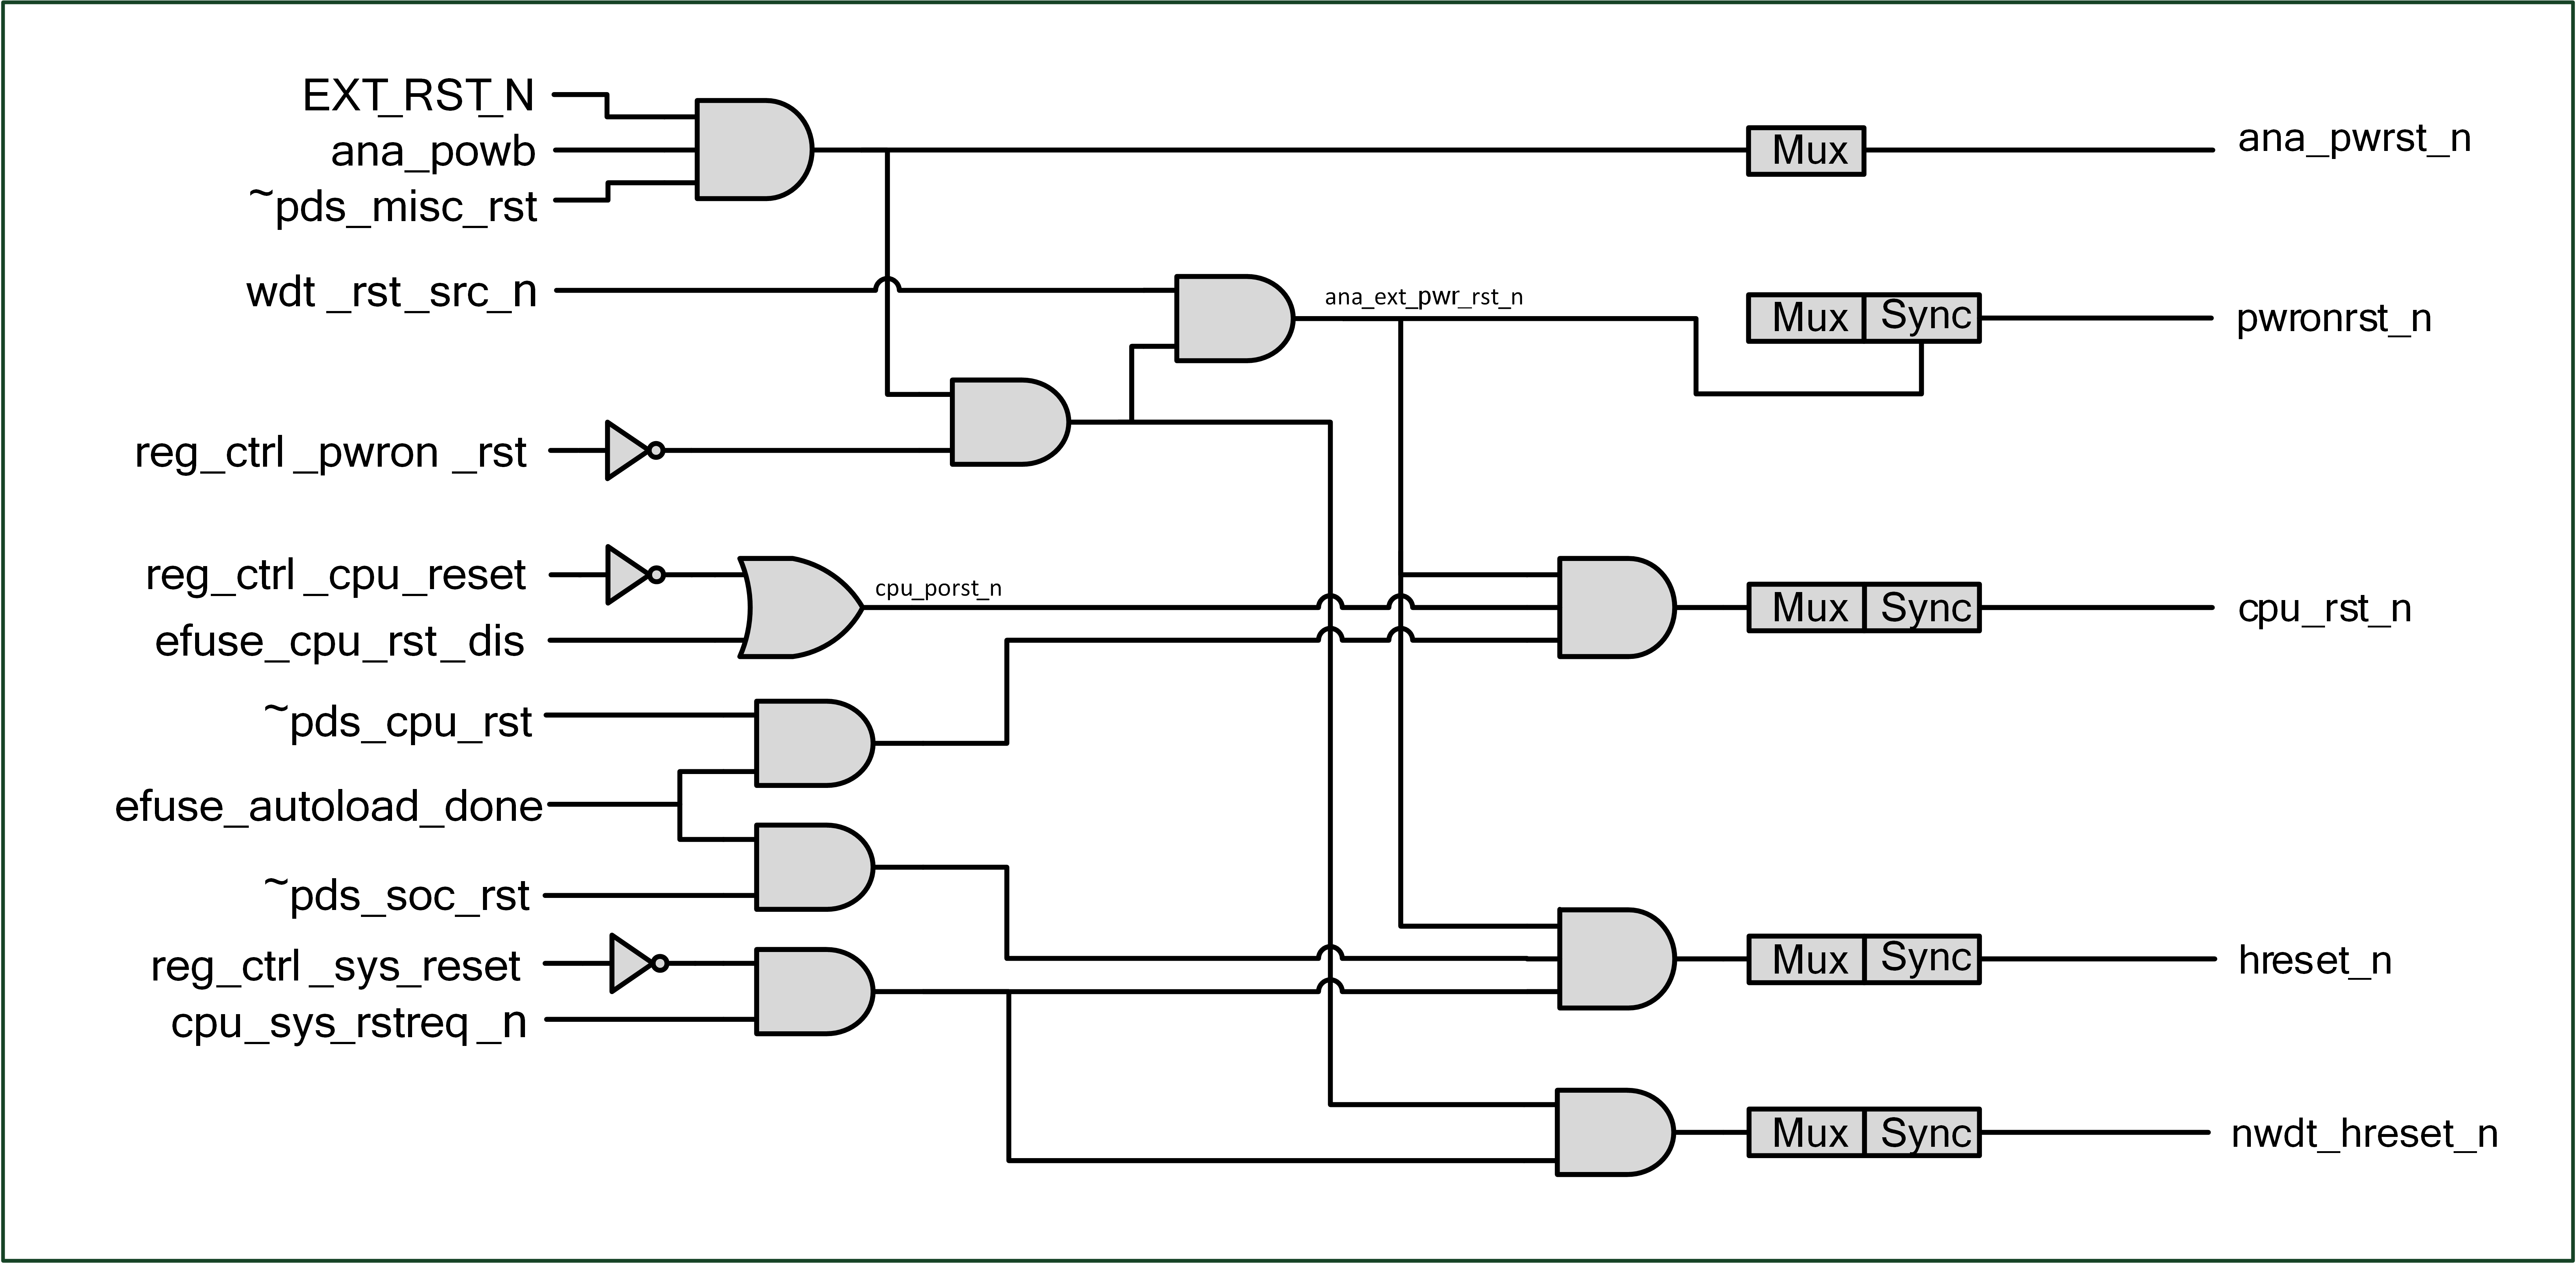 EXT_RST_N
ana_powb
~pds_misc_rst
Mux
ana_pwrst_n
wdt _rst_src_n
ana_ext_pwr_rst_n
Mux Sync
pwronrst_n
reg_ctrl _pwron _rst
reg_ctrl _cpu_reset
cpu_porst_n
efuse_cpu_rst_dis
Mux Sync
cpu_rst_n
~pds_cpu_rst
efuse_autoload_done
~pds_soc_rst
reg_ctrl _sys_reset
cpu_sys_rstreq _n
Mux Sync
hreset_n
Mux Sync
nwdt_hreset_n